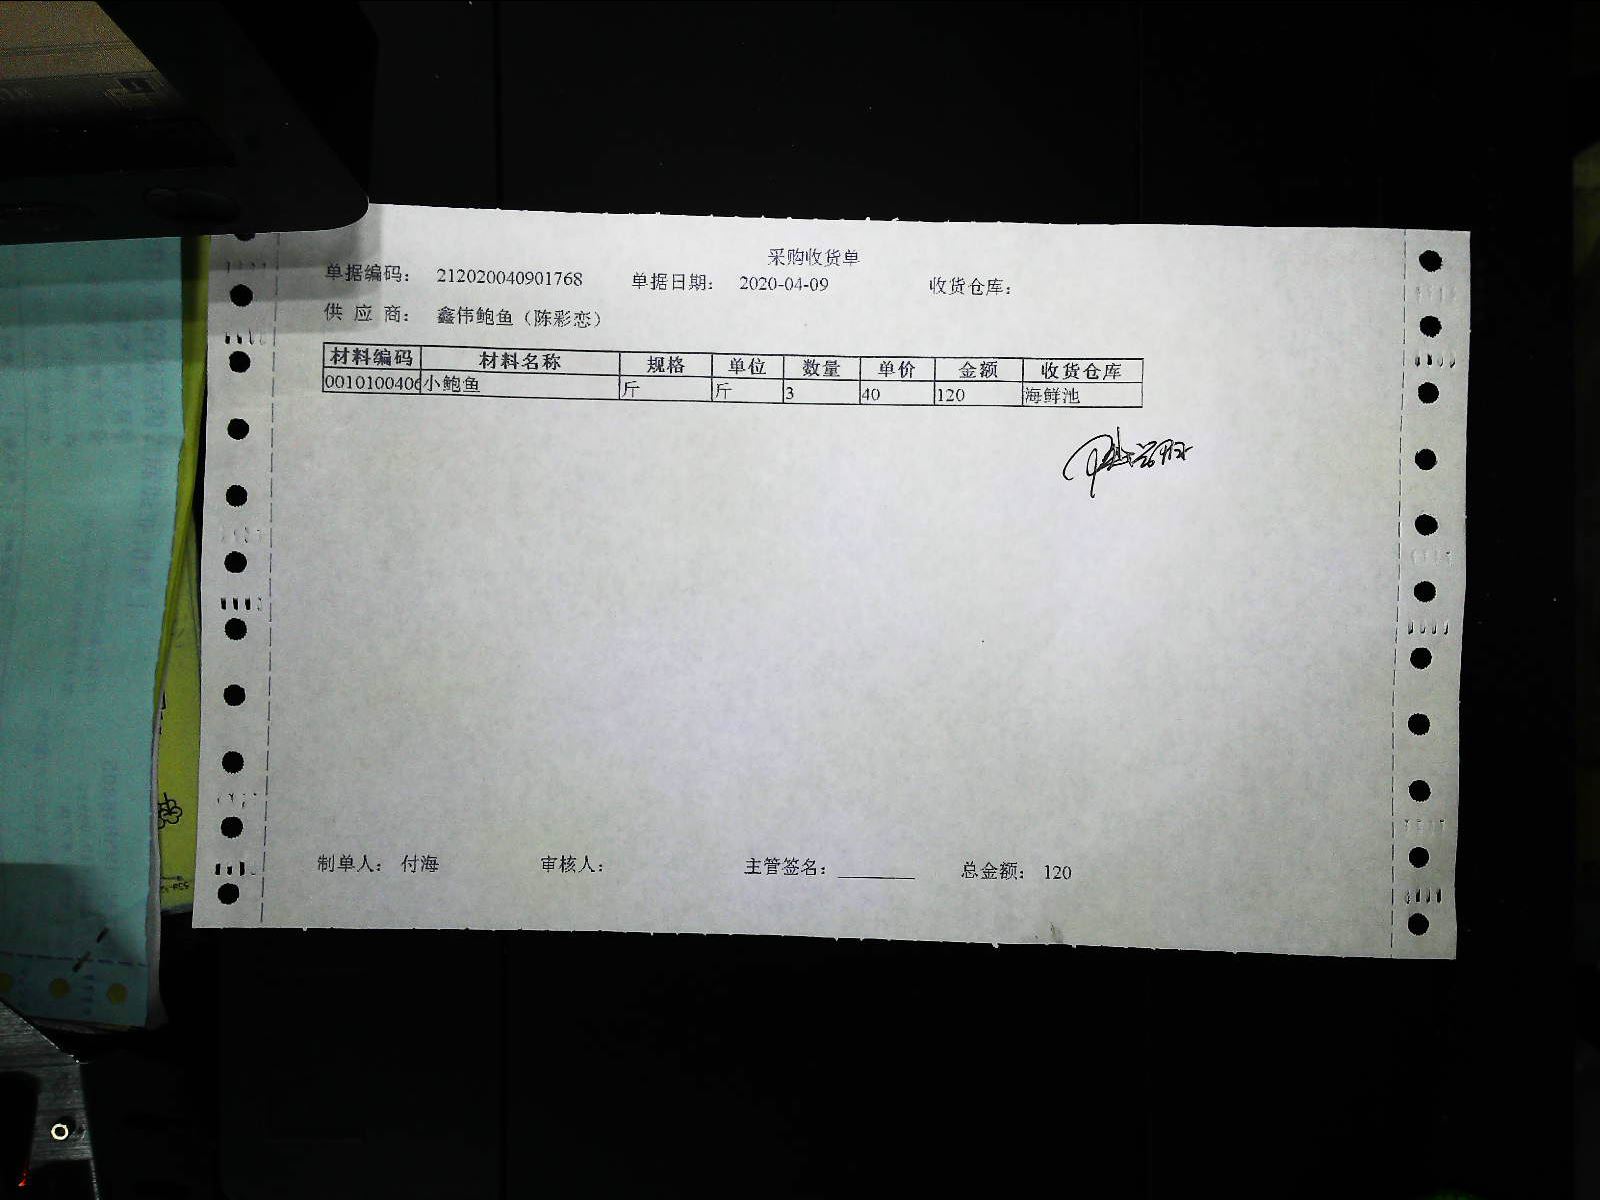 采购收货单
单据编码： 212020040901768 单据日期： 2020-04-09 收货仓库：
供 应 商： 鑫伟鲍鱼（陈彩恋）
材料编码 材料名称 规格 单位 数量 单价 金额 收货仓库
0010100406 小鲍鱼 斤 斤 3 40 120 海鲜池
制单人： 付海 审核人： 主管签名： 总金额： 120